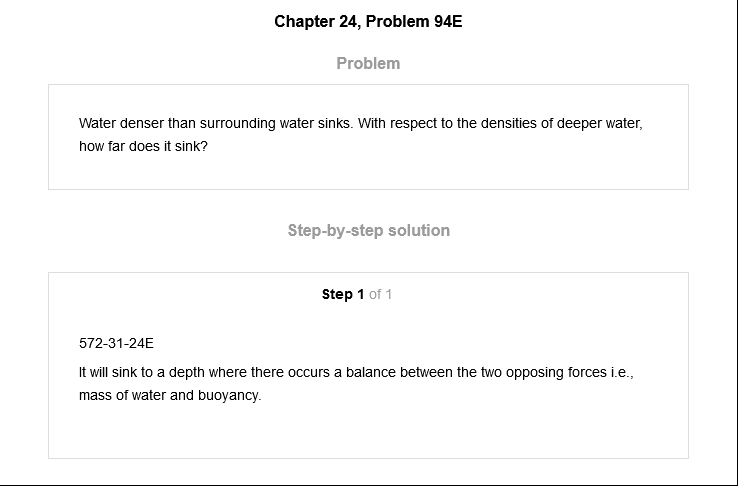 Chapter 24, Problem 94E
Problem
Water denser than surrounding water sinks. With respect to the densities of deeper water,
how far does it sink?
Step-by-step solution
Step 1 of 1
572-31-24E
It will sink to a depth where there occurs a balance between the two opposing forces i.e.,
mass of water and buoyancy.